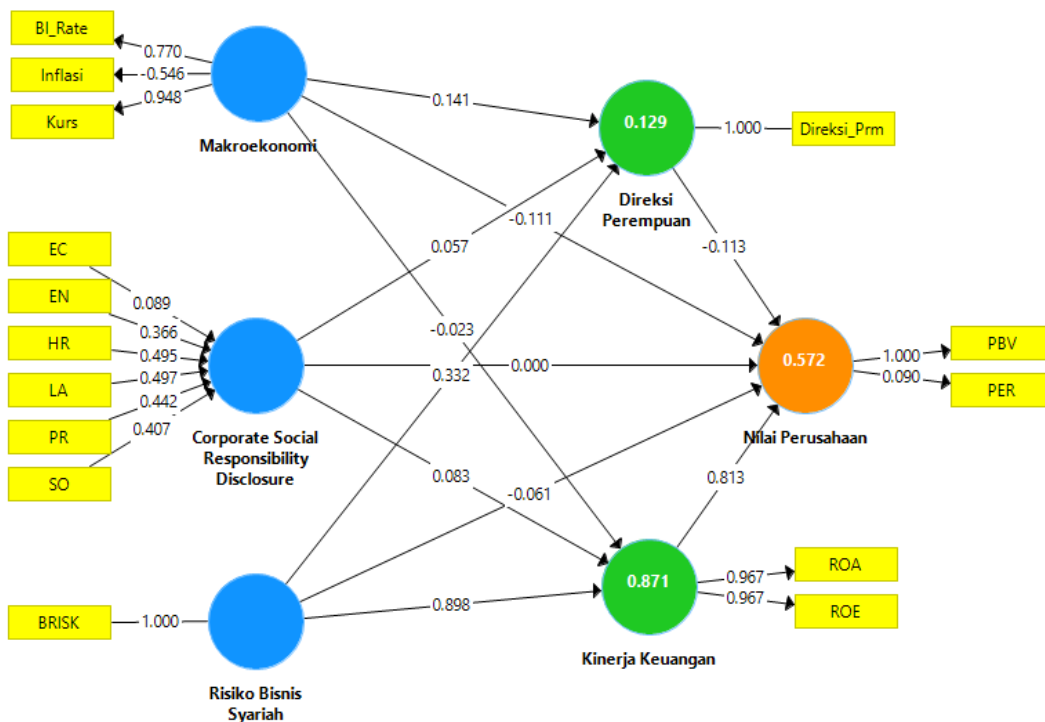 BI_Rate
0.770
Inflasi
-0.546
Kurs
0.948
Makroekonomi
0.141
0.129
1.000
Direksi_Prm
Direksi
Perempuan
-0.111
0.057
-0.113
EC
0.089
EN
0.366
HR
0.495
LA
0.497
PR
0.442
SO
0.407
Corporate Social
Responsibility
Disclosure
-0.023
0.332
0.000
0.572
Nilai Perusahaan
1.000
PBV
0.090
PER
0.083
-0.061
0.813
BRISK
1.000
Risiko Bisnis
Syariah
0.898
0.871
Kinerja Keuangan
0.967
ROA
0.967
ROE